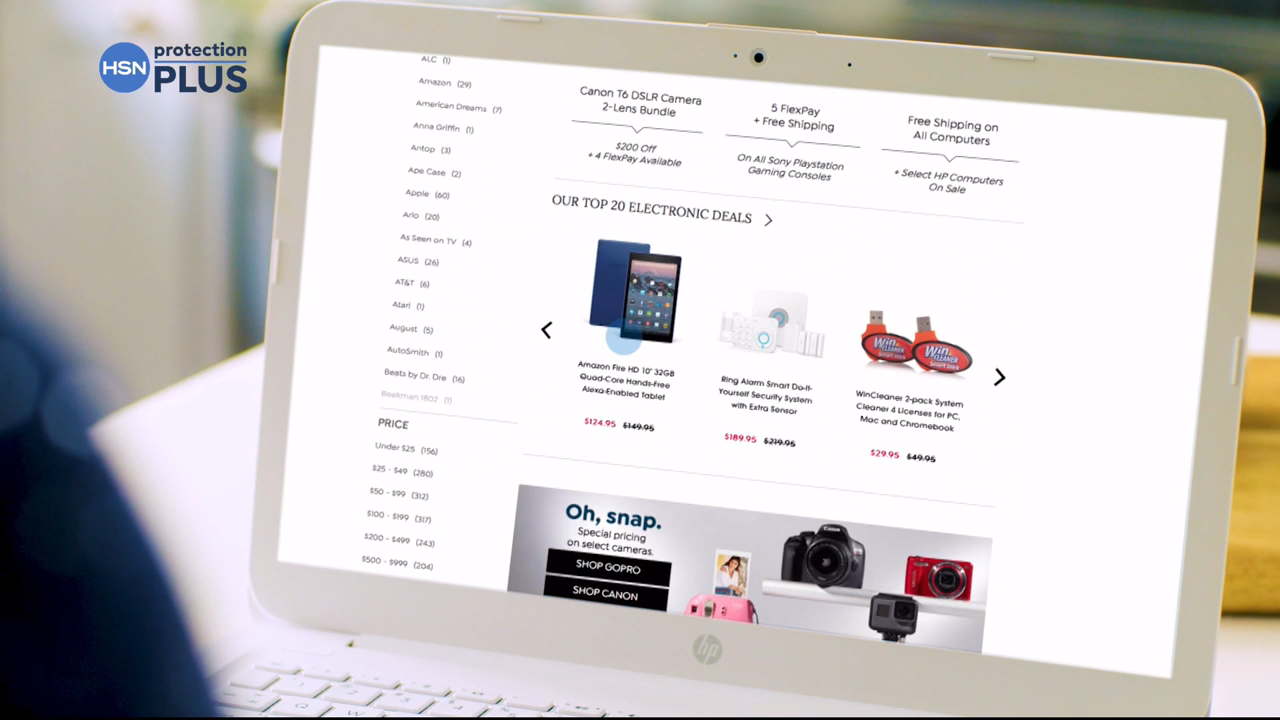 HSN
protection
PLUS
ALC (1)
Amazon (29)
American Dreams (7)
Anna Griffin (1)
Antop (3)
Ape Case (2)
Apple (60)
Arlo (20)
As Seen on TV (4)
ASUS (26)
AT&T (6)
Atari (1)
August (5)
AutoSmith (1)
Beats by Dr. Dre (16)
Beekman 1802 (1)
PRICE
Under $25 (156)
$25 - $49 (280)
$50 - $99 (312)
$100 - $199 (317)
$200 - $499 (243)
$500 - $999 (204)
Canon T6 DSLR Camera
2-Lens Bundle
$200 Off
+ 4 FlexPay Available
5 FlexPay
+ Free Shipping
On All Sony Playstation
Gaming Consoles
Free Shipping on
All Computers
+ Select HP Computers
On Sale
OUR TOP 20 ELECTRONIC DEALS
Amazon Fire HD 10" 32GB
Quad-Core Hands-Free
Alexa-Enabled Tablet
$124.95 $149.95
Ring Alarm Smart Do-It-
Yourself Security System
with Extra Sensor
$189.95 $219.95
Win
CLEANER
Win
CLEANER
WinCleaner 2-pack System
Cleaner 4 Licenses for PC,
Mac and Chromebook
$29.95 $49.95
Oh, snap.
Special pricing
on select cameras.
SHOP GOPRO
SHOP CANON
Canon
hp